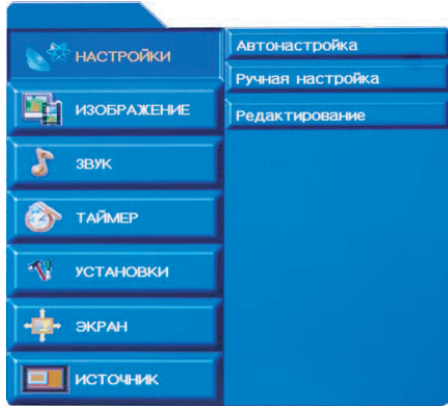 НАСТРОЙКИ
ИЗОБРАЖЕНИЕ
ЗВУК
ТАЙМЕР
УСТАНОВКИ
ЭКРАН
ИСТОЧНИК
Автонастройка
Ручная настройка
Редактирование